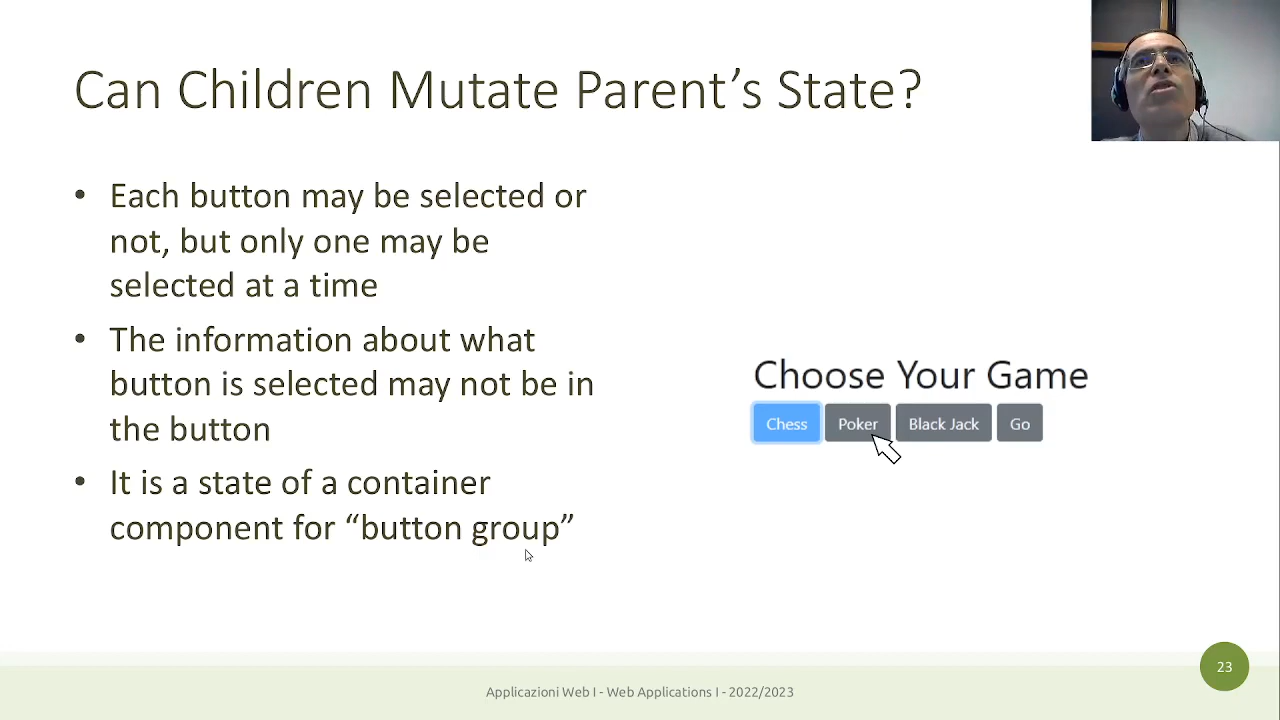 Can Children Mutate Parent’s State?
• Each button may be selected or
not, but only one may be
selected at a time
• The information about what
button is selected may not be in
the button
• It is a state of a container
component for “button group”
Choose Your Game
Chess Poker Black Jack Go
23
Applicazioni Web I - Web Applications I - 2022/2023